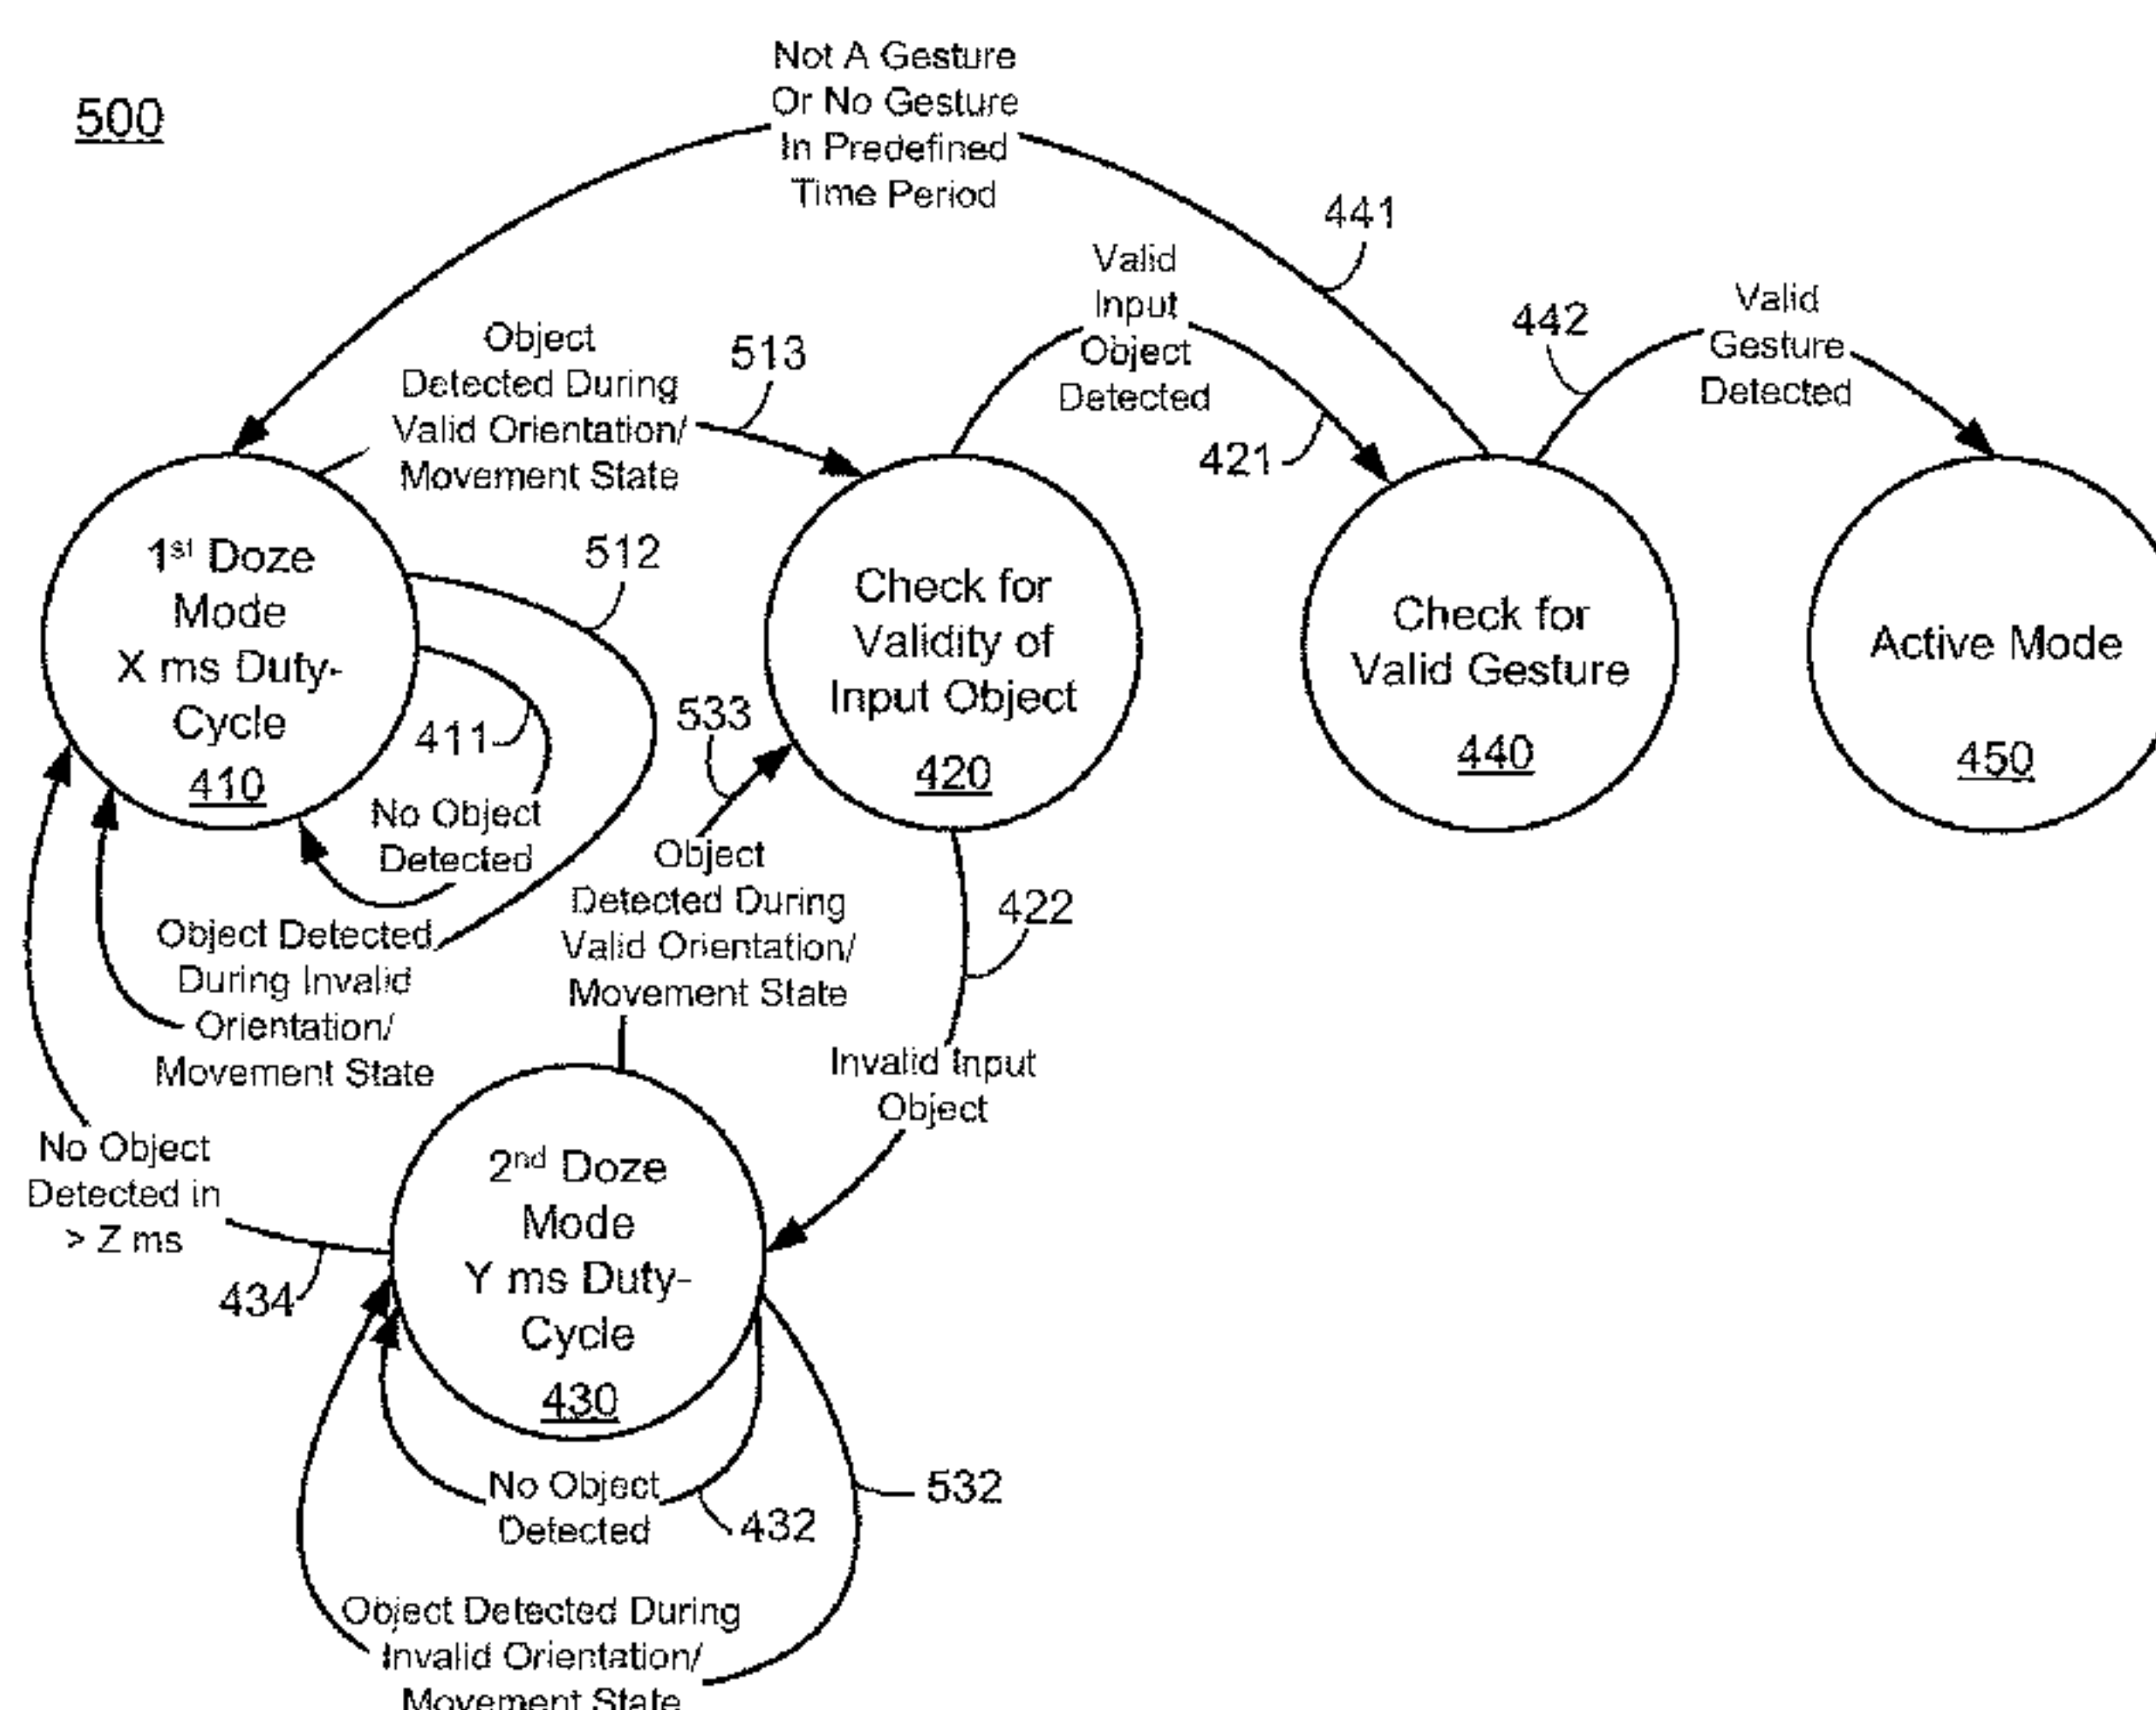 500
Not A Gesture
Or No Gesture
In Predefined
Time Period
441
Valid
Input
Object
Detected
421
442
Valid
Gesture
Detected
Object
Detected During
Valid Orientation/
Movement State
513
1st Doze
Mode
X ms Duty-
Cycle
410
512
411
No Object
Detected
Object Detected
During Invalid
Orientation/
Movement State
Check for
Validity of
Input Object
420
Check for
Valid Gesture
440
Active Mode
450
533
Object
Detected During
Valid Orientation/
Movement State
422
Invalid Input
Object
No Object
Detected in
> Z ms
434
2nd Doze
Mode
Y ms Duty-
Cycle
430
No Object
Detected
432
532
Object Detected During
Invalid Orientation/
Movement State